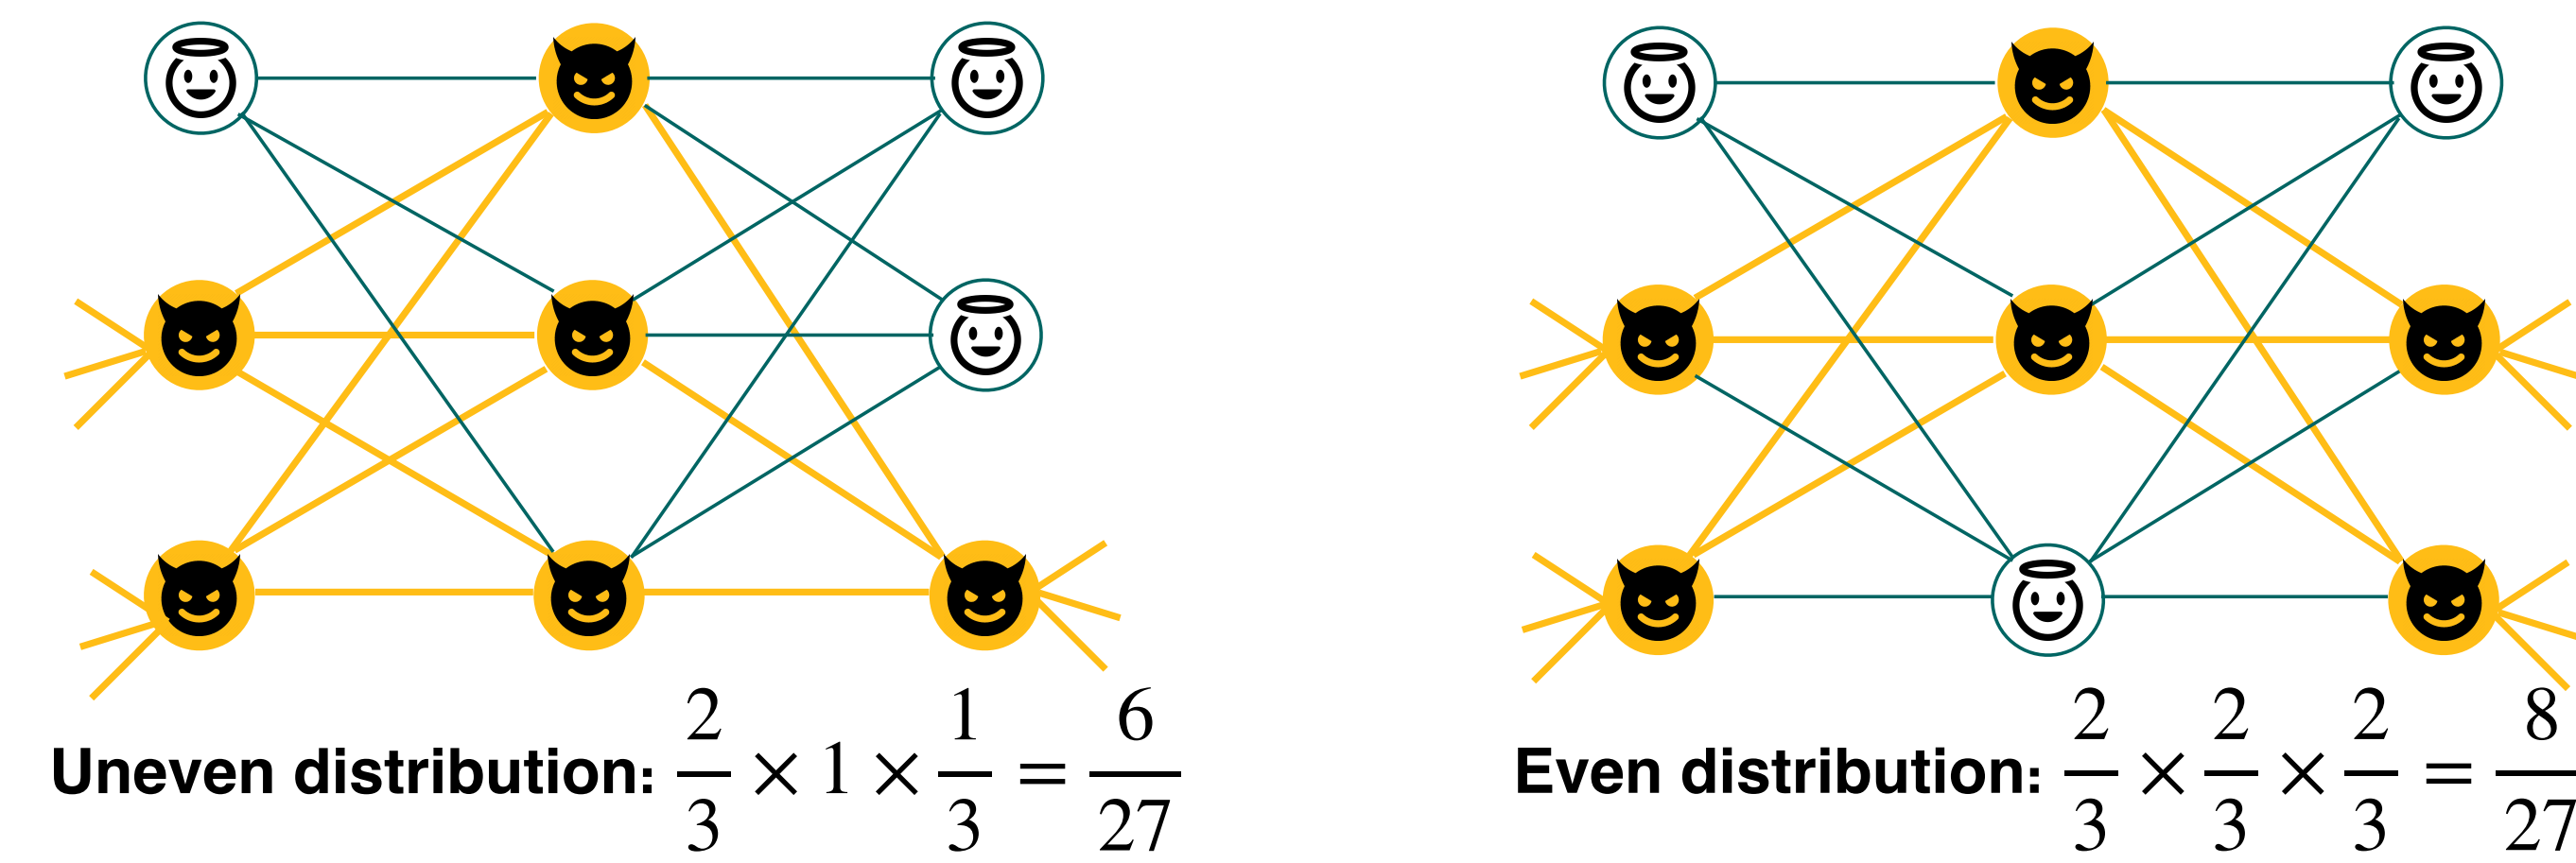 Uneven distribution: 2/3 × 1 × 1/3 = 6/27
Even distribution: 2/3 × 2/3 × 2/3 = 8/27